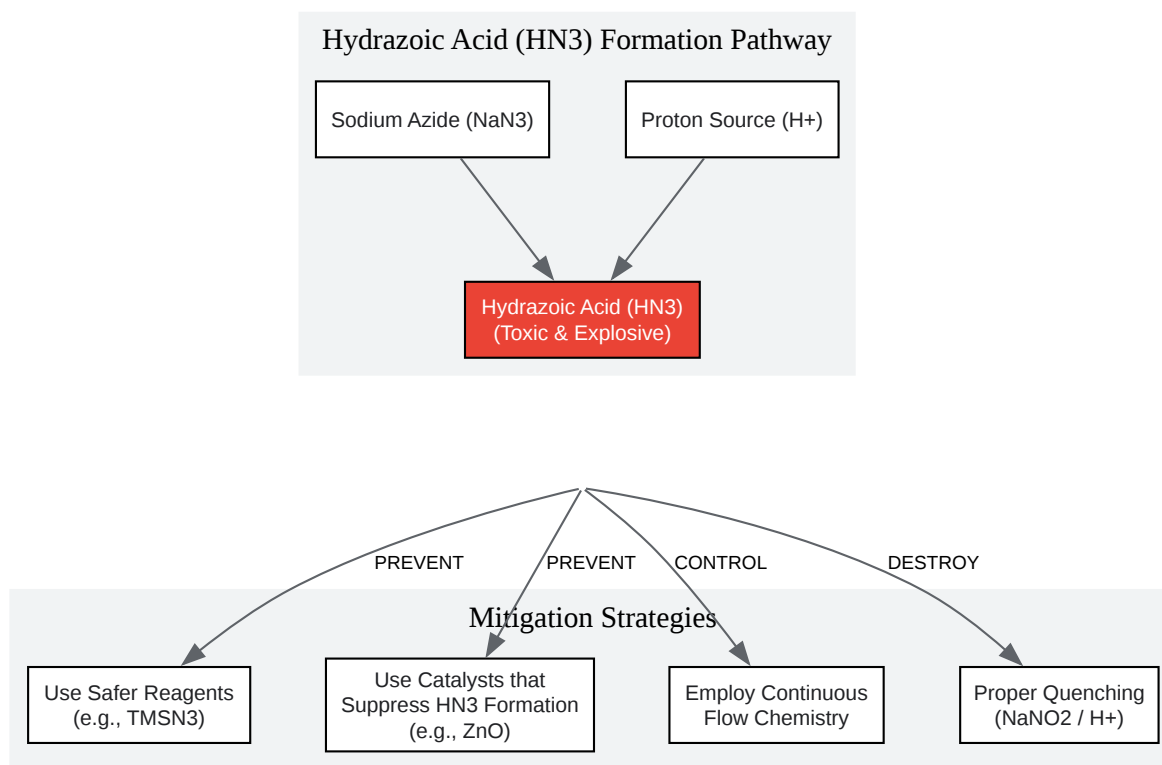 Hydrazoic Acid (HN3) Formation Pathway
Sodium Azide (NaN3)
Proton Source (H+)
Hydrazoic Acid (HN3)
(Toxic & Explosive)
PREVENT
PREVENT
CONTROL
DESTROY
Mitigation Strategies
Use Safer Reagents
(e.g., TMSN3)
Use Catalysts that
Suppress HN3 Formation
(e.g., ZnO)
Employ Continuous
Flow Chemistry
Proper Quenching
(NaNO2 / H+)